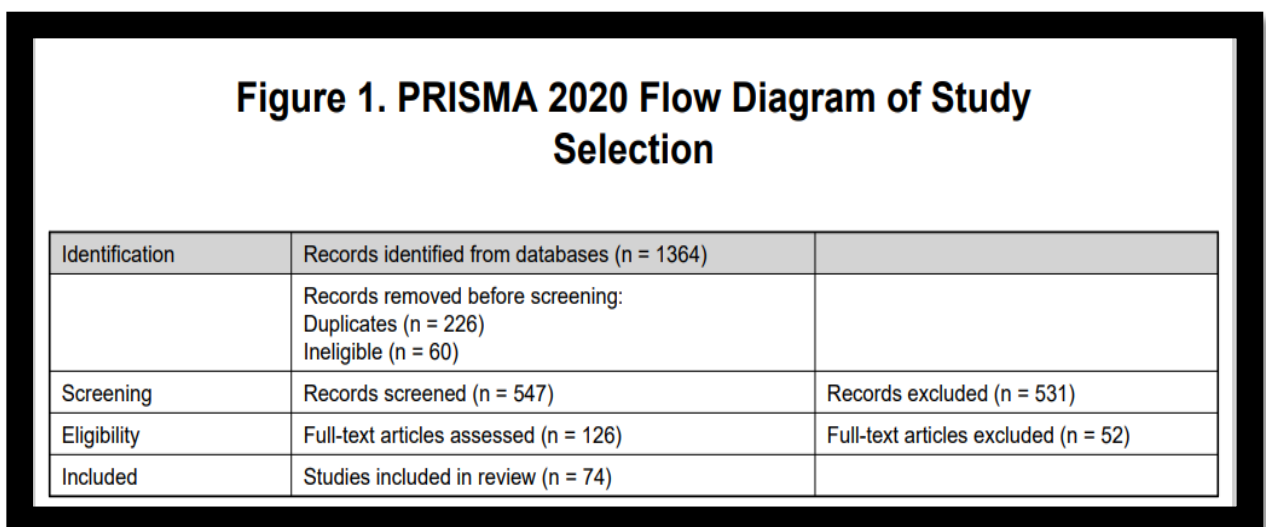 Figure 1. PRISMA 2020 Flow Diagram of Study
Selection
Identification
Records identified from databases (n = 1364)
Records removed before screening:
Duplicates (n = 226)
Ineligible (n = 60)
Screening
Records screened (n = 547)
Records excluded (n = 531)
Eligibility
Full-text articles assessed (n = 126)
Full-text articles excluded (n = 52)
Included
Studies included in review (n = 74)